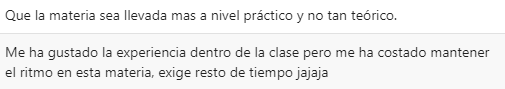 Que la materia sea llevada mas a nivel práctico y no tan teórico.
Me ha gustado la experiencia dentro de la clase pero me ha costado mantener
el ritmo en esta materia, exige resto de tiempo jajaja